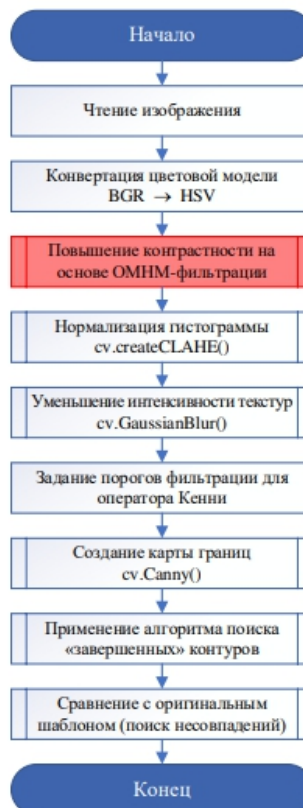 Начало
Чтение изображения
Конвертация цветовой модели
BGR → HSV
Повышение контрастности на
основе ОМНМ-фильтрации
Нормализация гистограммы
cv.createCLAHE()
Уменьшение интенсивности текстур
cv.GaussianBlur()
Задание порогов фильтрации для
оператора Кенни
Создание карты границ
cv.Canny()
Применение алгоритма поиска
«завершенных» контуров
Сравнение с оригинальным
шаблоном (поиск несовпадений)
Конец